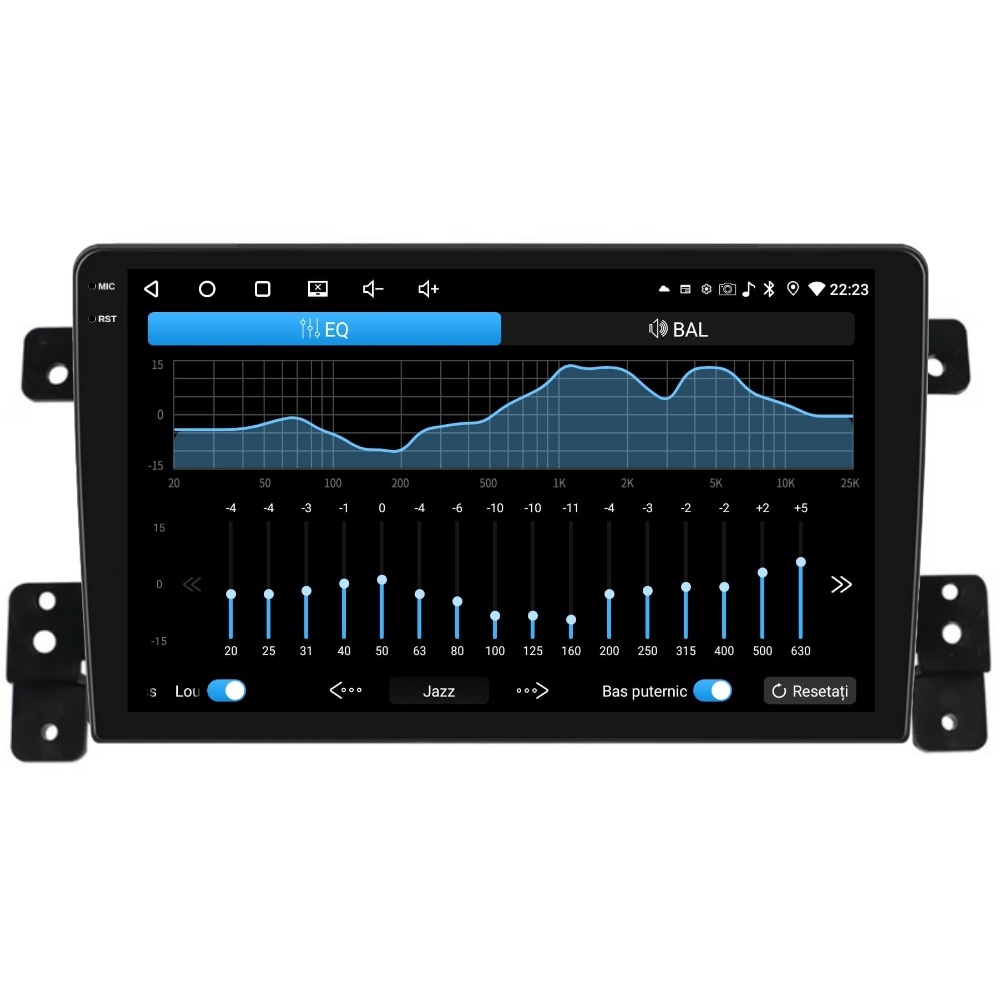 MIC
RST
22:23
EQ BAL
15
0
-15
20 50 100 200 500 1K 2K 5K 10K 25K
-4 -4 -3 -1 0 -4 -6 -10 -10 -11 -4 -3 -2 -2 +2 +5
15
0
-15
20 25 31 40 50 63 80 100 125 160 200 250 315 400 500 630
s Lou Jazz Bas puternic Resetați